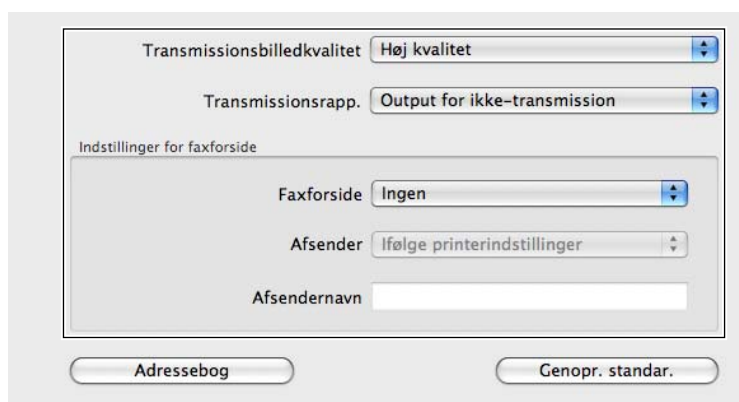 Transmissionsbilledkvalitet Høj kvalitet
Transmissionsrapp. Output for ikke-transmission
Indstillinger for faxforside
Faxforside Ingen
Afsender Ifølge printerindstillinger
Afsendernavn
Adressebog Genopr. standar.